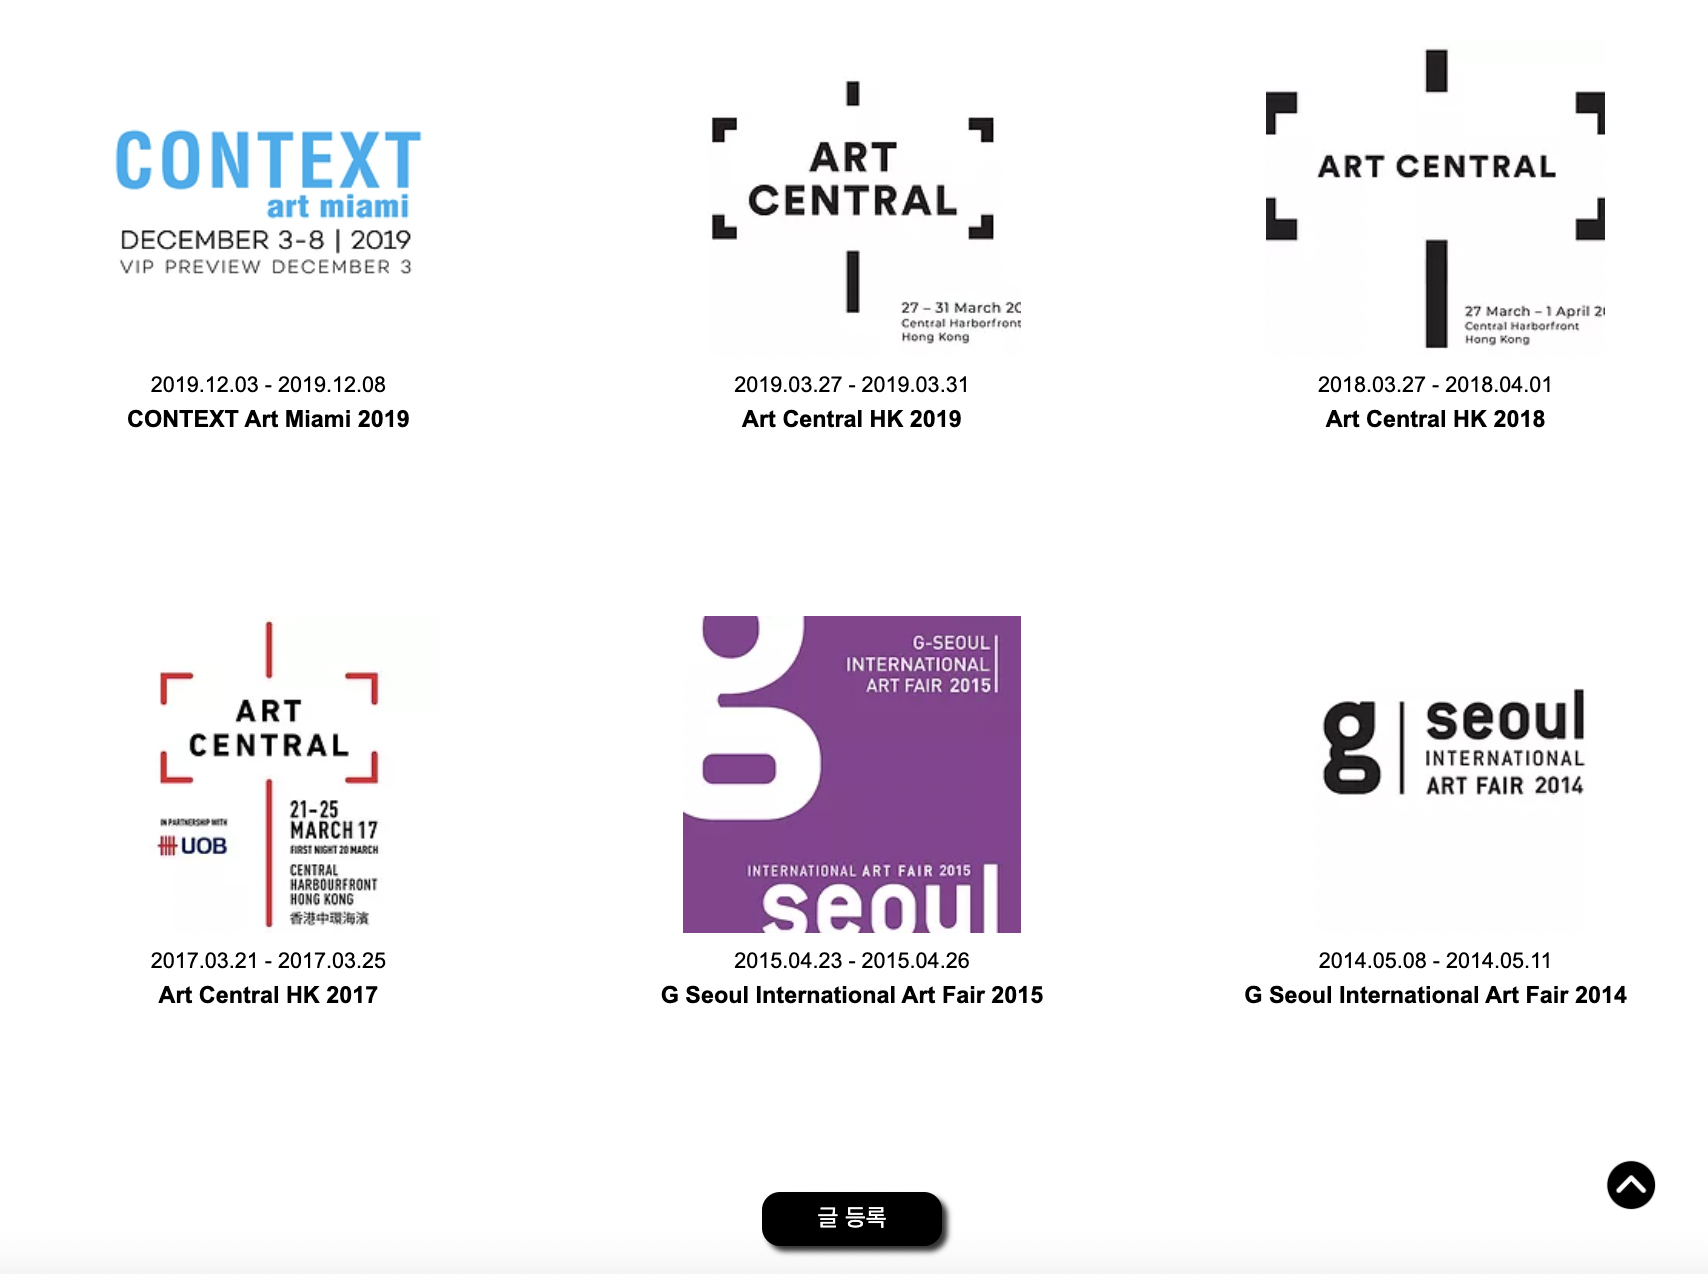 CONTEXT
art miami
DECEMBER 3-8 | 2019
VIP PREVIEW DECEMBER 3
2019.12.03 - 2019.12.08
CONTEXT Art Miami 2019
ART
CENTRAL
27 – 31 March 20
Central Harborfront
Hong Kong
2019.03.27 - 2019.03.31
Art Central HK 2019
ART CENTRAL
27 March – 1 April 2
Central Harborfront
Hong Kong
2018.03.27 - 2018.04.01
Art Central HK 2018
ART
CENTRAL
IN PARTNERSHIP WITH
UOB
21-25
MARCH 17
FIRST NIGHT 20 MARCH
CENTRAL
HARBOURFRONT
HONG KONG
香港中環海濱
2017.03.21 - 2017.03.25
Art Central HK 2017
g
G-SEOUL
INTERNATIONAL
ART FAIR 2015
INTERNATIONAL ART FAIR 2015
seoul
2015.04.23 - 2015.04.26
G Seoul International Art Fair 2015
g
seoul
INTERNATIONAL
ART FAIR 2014
2014.05.08 - 2014.05.11
G Seoul International Art Fair 2014
글 등록